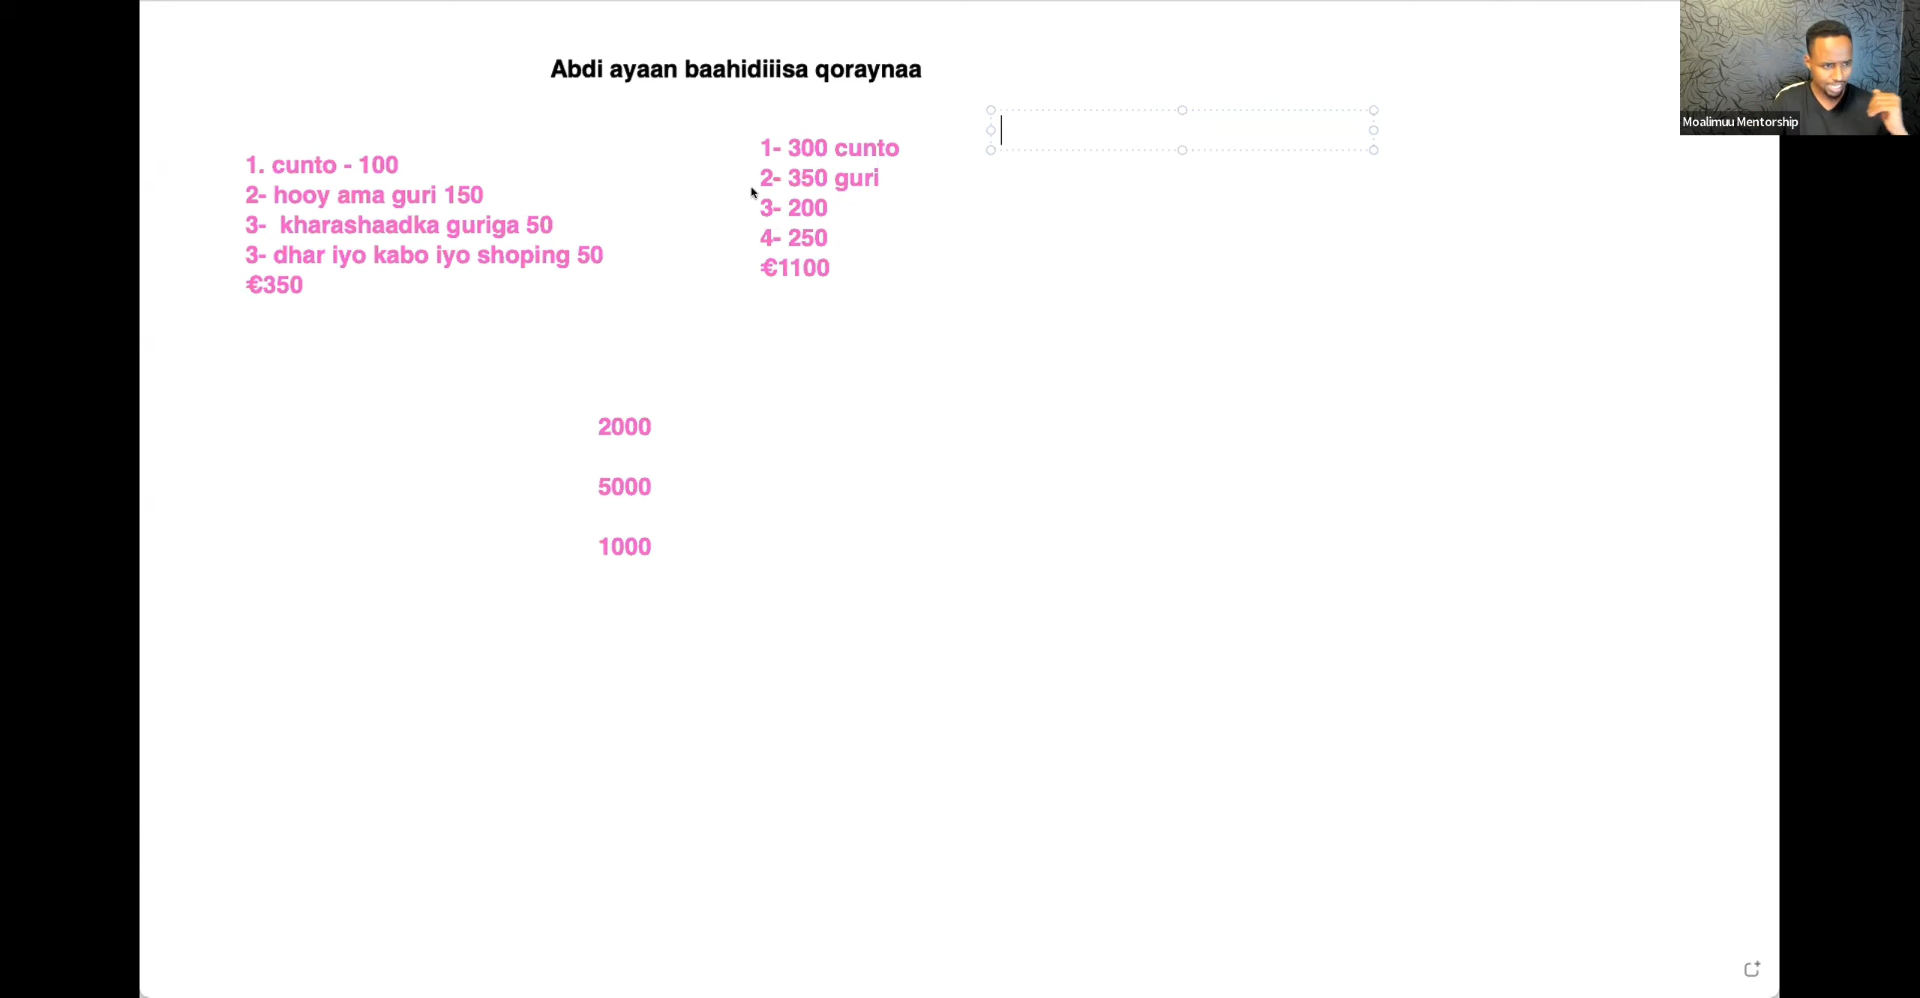 Abdi ayaan baahidiiisa qoraynaa
1. cunto - 100
2- hooy ama guri 150
3- kharashaadka guriga 50
3- dhar iyo kabo iyo shoping 50
€350
1- 300 cunto
2- 350 guri
3- 200
4- 250
€1100
2000
5000
1000
Moalimuu Mentorship